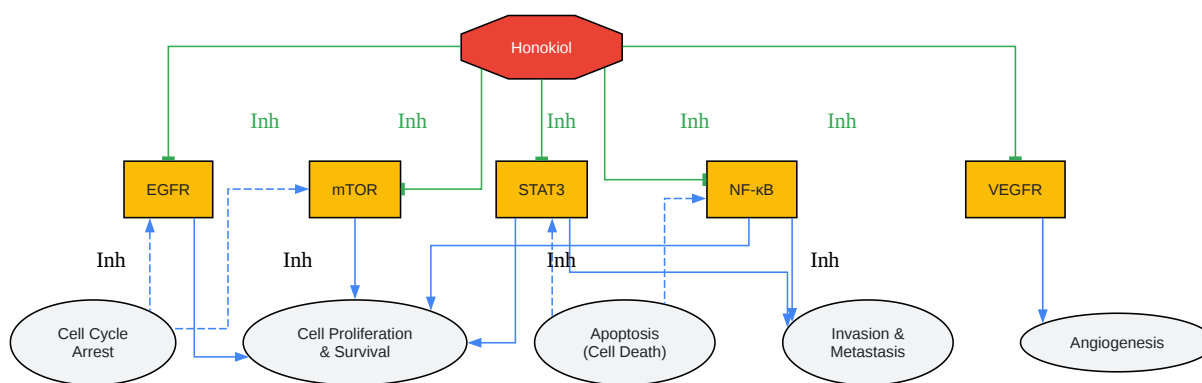 Honokiol
Inh Inh Inh Inh Inh
EGFR mTOR STAT3 NF-κB VEGFR
Inh Inh Inh Inh
Cell Cycle
Arrest
Cell Proliferation
& Survival
Apoptosis
(Cell Death)
Invasion &
Metastasis
Angiogenesis